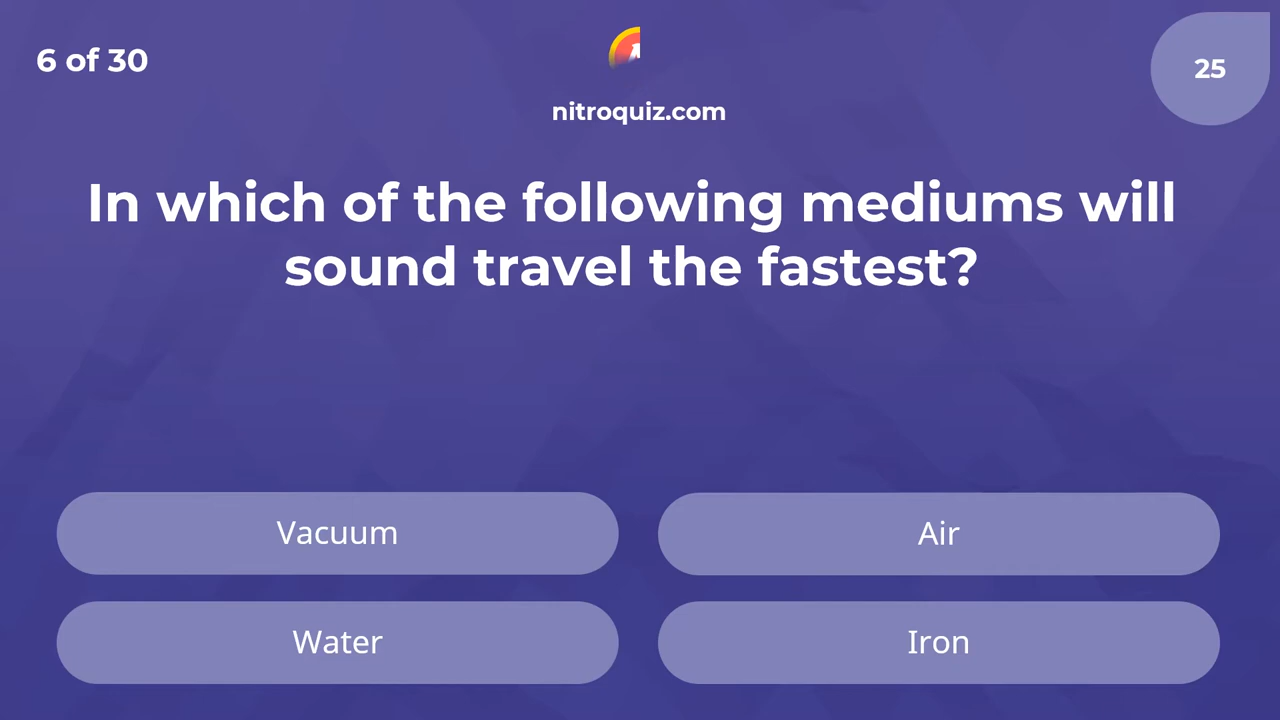 6 of 30
nitroquiz.com
25
In which of the following mediums will
sound travel the fastest?
Vacuum
Air
Water
Iron